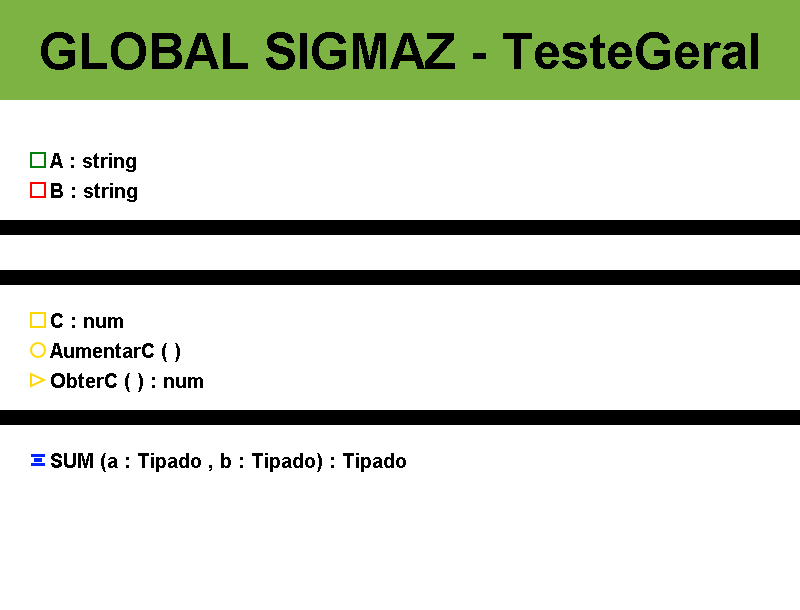 GLOBAL SIGMAZ - TesteGeral
A : string
B : string
C : num
AumentarC ( )
ObterC ( ) : num
SUM (a : Tipado , b : Tipado) : Tipado